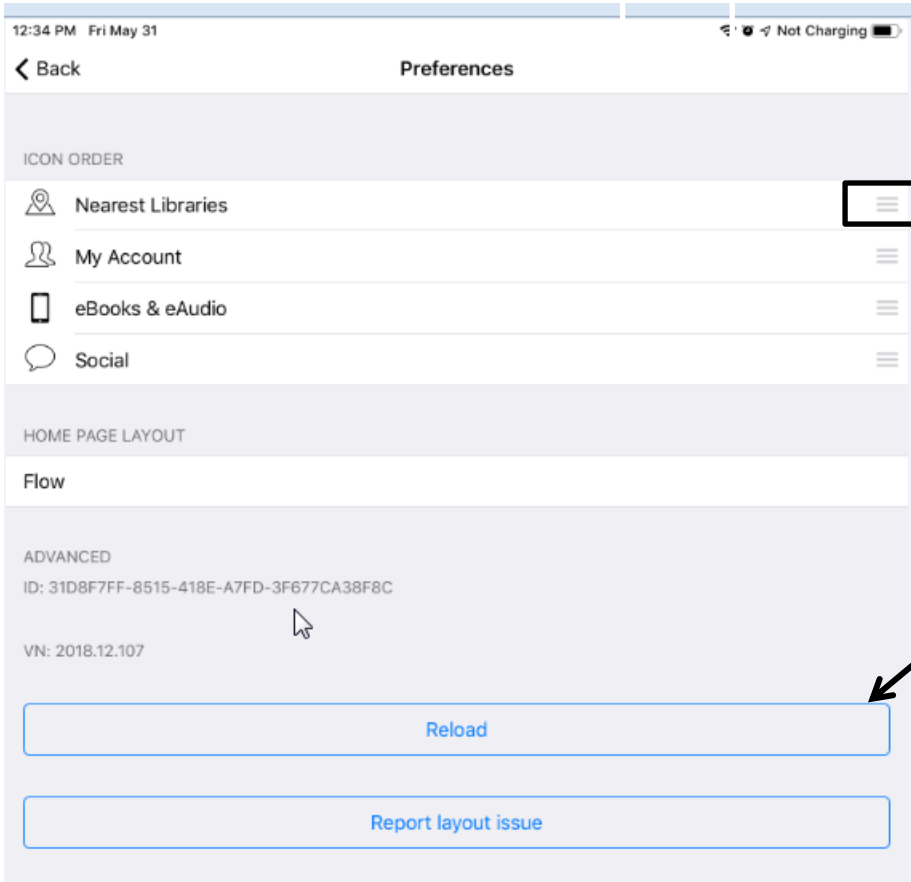 12:34 PM Fri May 31 Not Charging
Back Preferences
ICON ORDER
Nearest Libraries
My Account
eBooks & eAudio
Social
HOME PAGE LAYOUT
Flow
ADVANCED
ID: 31D8F7FF-8515-418E-A7FD-3F677CA38F8C
VN: 2018.12.107
Reload
Report layout issue